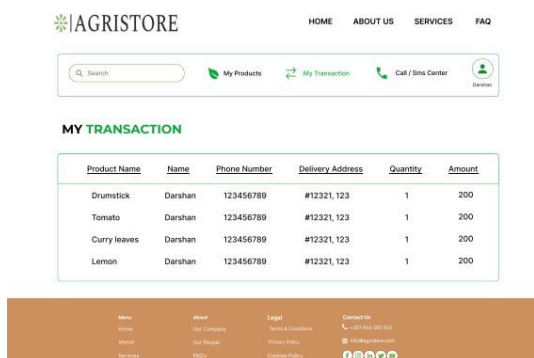 AGRISTORE
HOME ABOUT US SERVICES FAQ
Search My Products My Transaction Call / Sms Center
Darshan
MY TRANSACTION
Product Name Name Phone Number Delivery Address Quantity Amount
Drumstick Darshan 123456789 #12321, 123 1 200
Tomato Darshan 123456789 #12321, 123 1 200
Curry leaves Darshan 123456789 #12321, 123 1 200
Lemon Darshan 123456789 #12321, 123 1 200
Menu About Legal Contact Us
Home Our Company Terms & Conditions
Market Our People Privacy Policy info@agristore.com
Services FAQs Cookies Policy